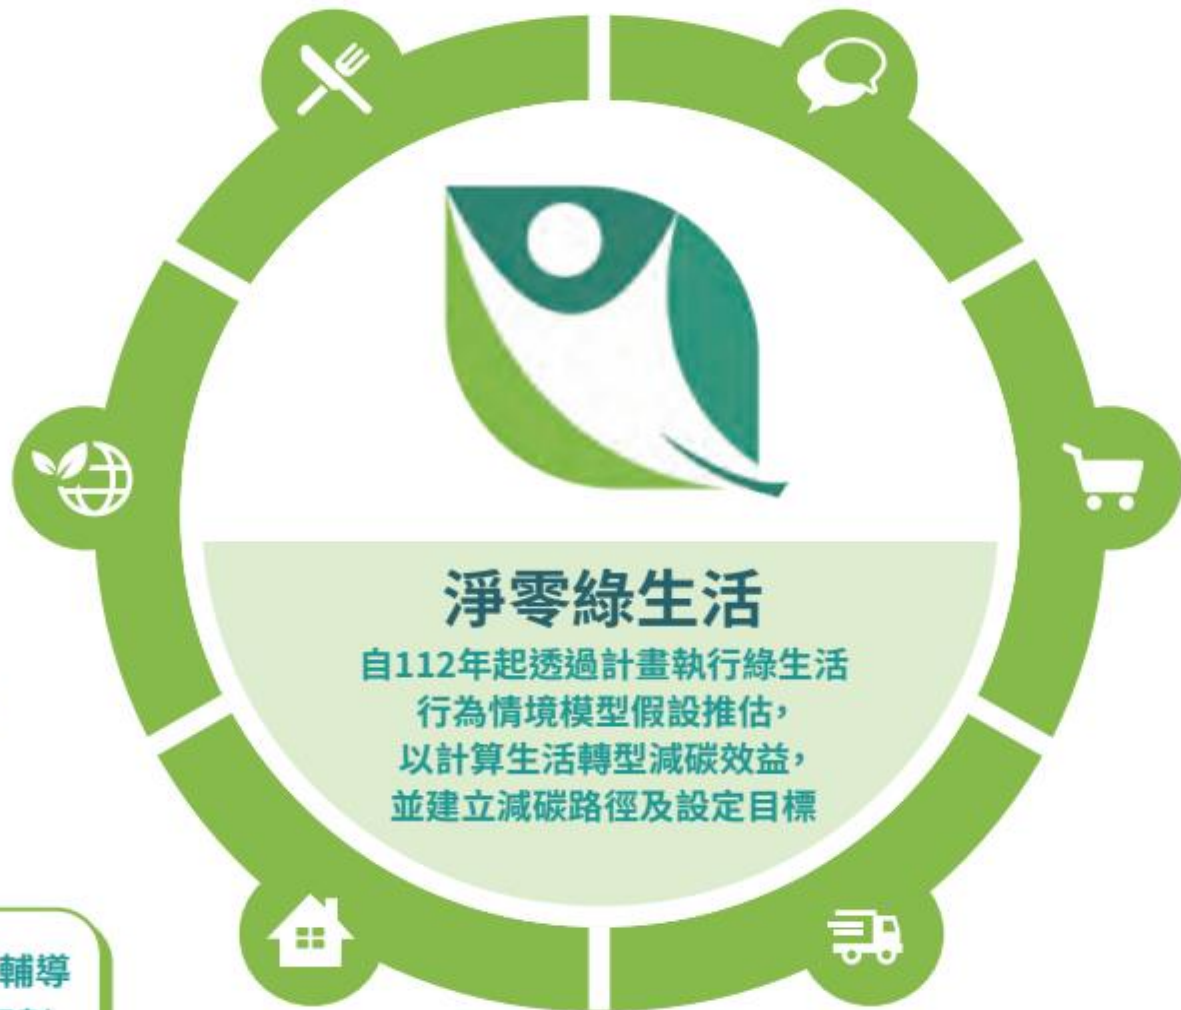 淨零綠生活
自112年起透過計畫執行綠生活
行為情境模型假設推估，
以計算生活轉型減碳效益，
並建立減碳路徑及設定目標
輔導